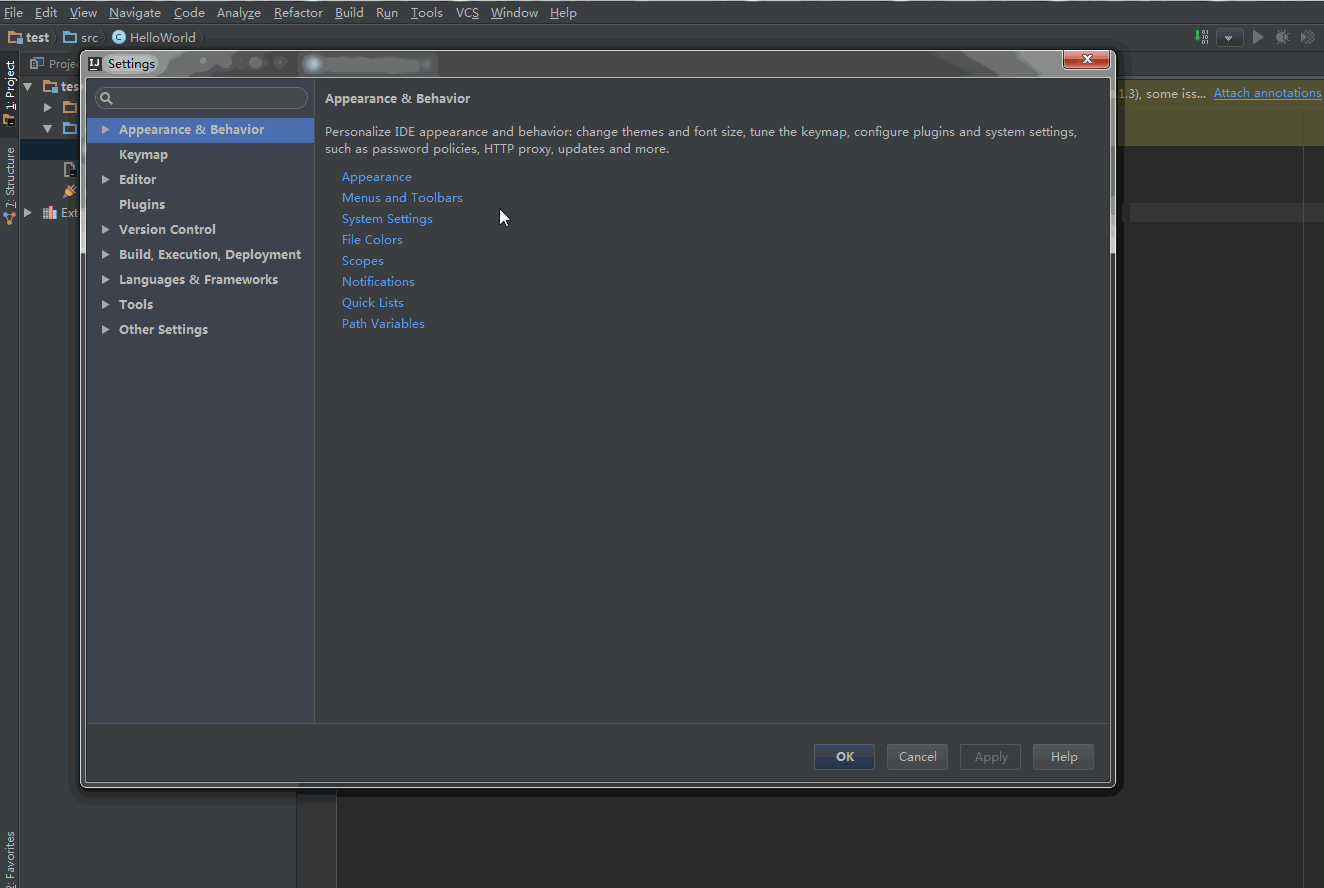 File Edit View Navigate Code Analyze Refactor Build Run Tools VCS Window Help
test src HelloWorld
Settings
1: Project
7: Structure
2: Favorites
Appearance & Behavior
Keymap
Editor
Plugins
Version Control
Build, Execution, Deployment
Languages & Frameworks
Tools
Other Settings
Appearance & Behavior
Personalize IDE appearance and behavior: change themes and font size, tune the keymap, configure plugins and system settings,
such as password policies, HTTP proxy, updates and more.
Appearance
Menus and Toolbars
System Settings
File Colors
Scopes
Notifications
Quick Lists
Path Variables
1.3), some iss... Attach annotations
OK Cancel Apply Help